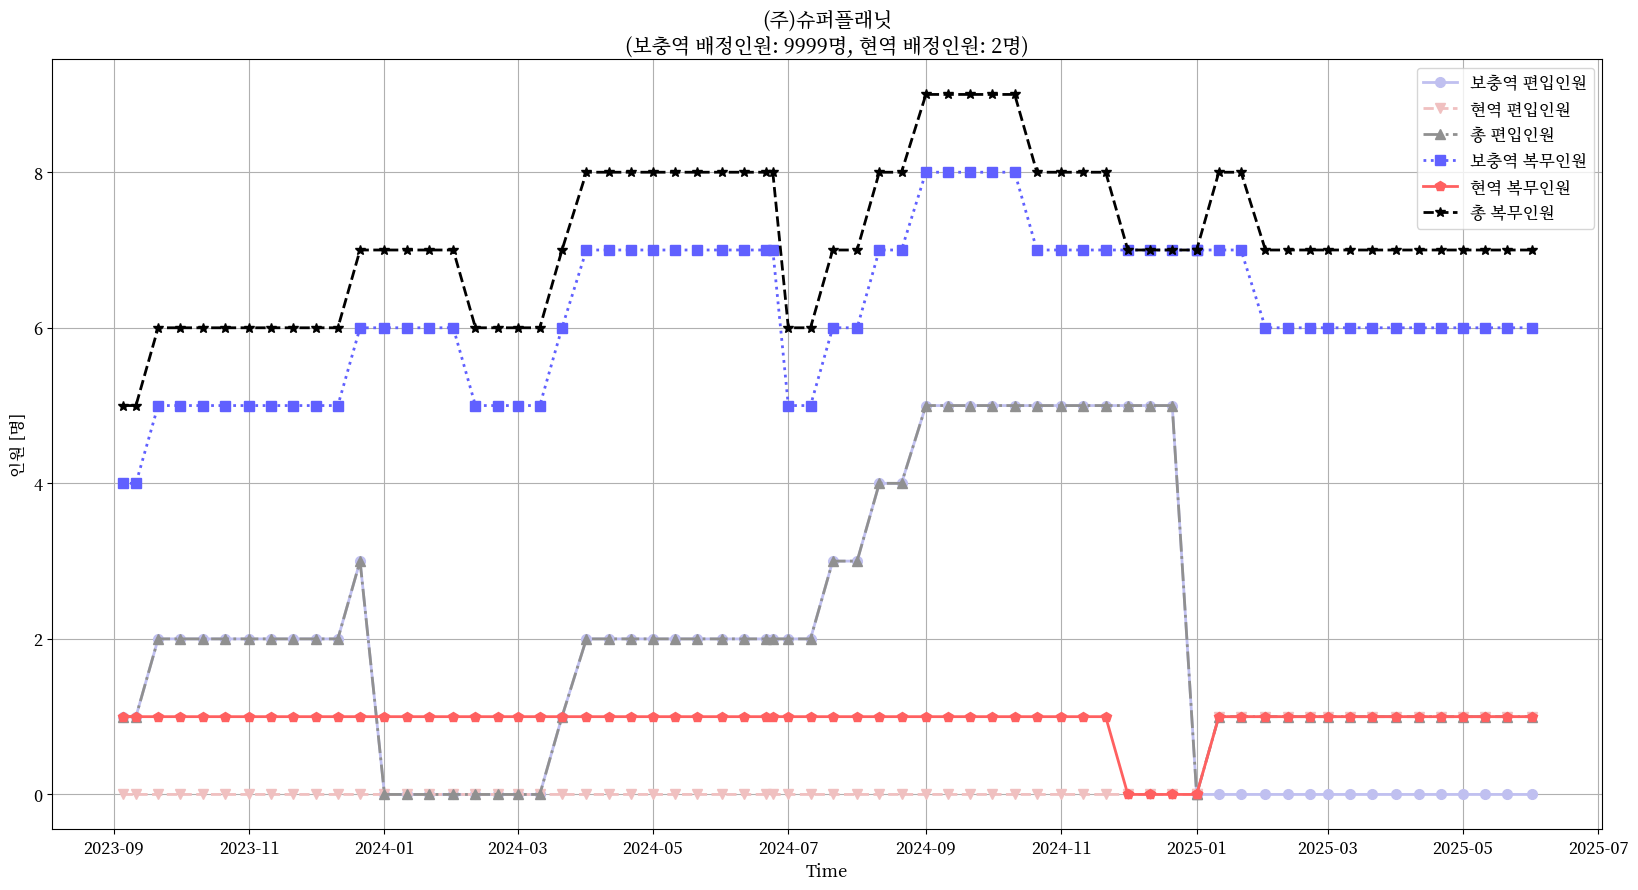 (주)슈퍼플래닛
(보충역 배정인원: 9999명, 현역 배정인원: 2명)
보충역 편입인원
현역 편입인원
총 편입인원
보충역 복무인원
현역 복무인원
총 복무인원
인원 [명]
8
6
4
2
0
2023-09
2023-11
2024-01
2024-03
2024-05
2024-07
2024-09
2024-11
2025-01
2025-03
2025-05
2025-07
Time